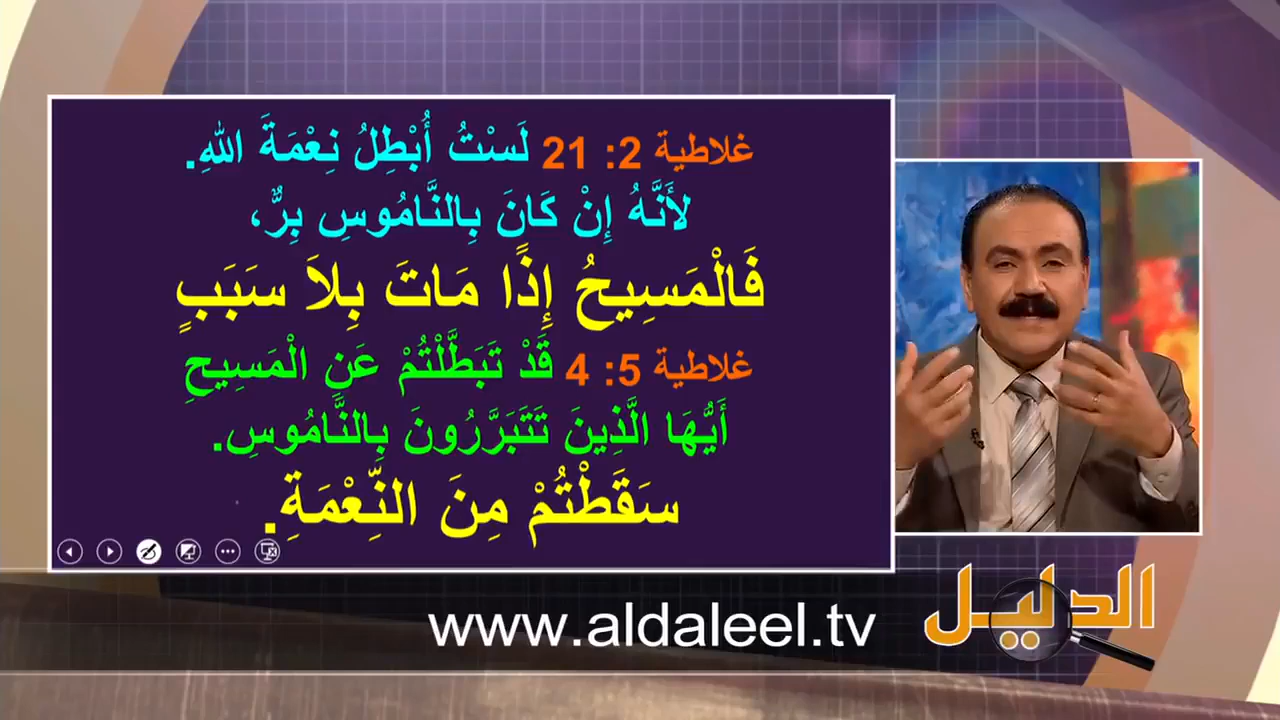 غلاطية 2: 21 لَسْتُ أُبْطِلُ نِعْمَةَ اللهِ.
لأَنَّهُ إِنْ كَانَ بِالنَّامُوسِ بِرٌّ،
فَالْمَسِيحُ إِذًا مَاتَ بِلاَ سَبَبٍ
غلاطية 5: 4 قَدْ تَبَطَّلْتُمْ عَنِ الْمَسِيحِ
أَيُّهَا الَّذِينَ تَتَبَرَّرُونَ بِالنَّامُوسِ.
سَقَطْتُمْ مِنَ النِّعْمَةِ.
الدليل
www.aldaleel.tv